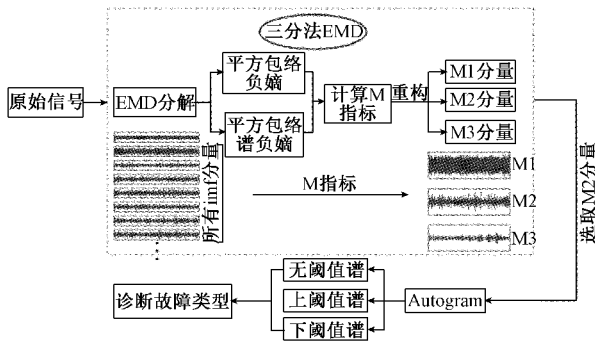 三分法EMD
原始信号
EMD分解
平方包络
负熵
平方包络
谱负熵
计算M
指标
重构
M1分量
M2分量
M3分量
所有imf分量
M指标
M1
M2
M3
选取M2分量
Autogram
无阈值谱
上阈值谱
下阈值谱
诊断故障类型